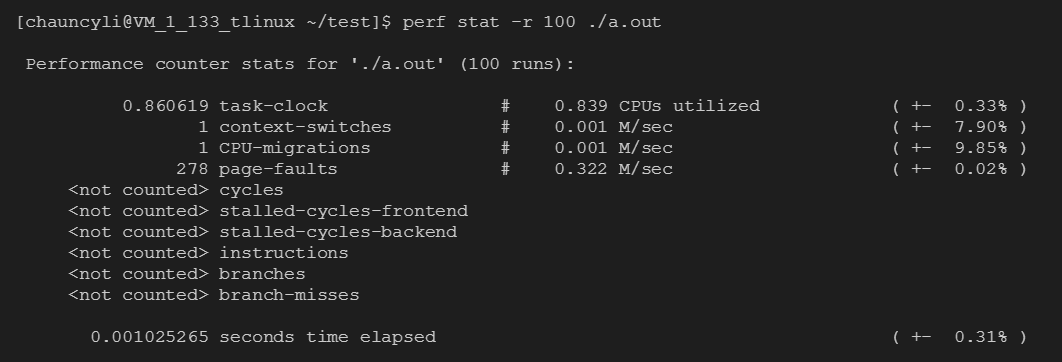 [chauncyli@VM_1_133_tlinux ~/test]$ perf stat -r 100 ./a.out
Performance counter stats for './a.out' (100 runs):
0.860619 task-clock # 0.839 CPUs utilized ( +- 0.33% )
1 context-switches # 0.001 M/sec ( +- 7.90% )
1 CPU-migrations # 0.001 M/sec ( +- 9.85% )
278 page-faults # 0.322 M/sec ( +- 0.02% )
<not counted> cycles
<not counted> stalled-cycles-frontend
<not counted> stalled-cycles-backend
<not counted> instructions
<not counted> branches
<not counted> branch-misses
0.001025265 seconds time elapsed ( +- 0.31% )